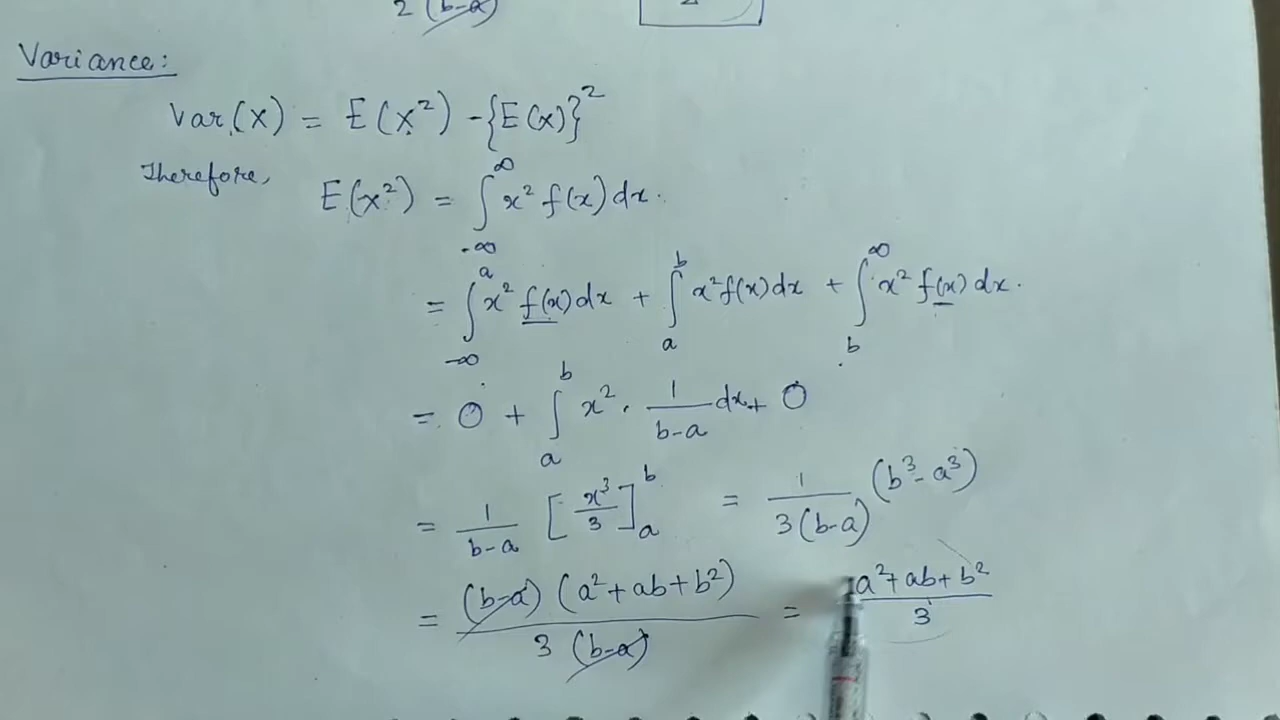 2 (b-a)
2
Variance:
Var(X) = E(x²) - {E(x)}²
Therefore,
E(x²) = ∫_{-∞}^{∞} x² f(x) dx.
= ∫_{-∞}^{a} x² f(x) dx + ∫_{a}^{b} x² f(x) dx + ∫_{b}^{∞} x² f(x) dx.
= 0 + ∫_{a}^{b} x² · 1/(b-a) dx + 0
= 1/(b-a) [x³/3]_{a}^{b} = 1/(3(b-a)) (b³ - a³)
= (b-a) (a² + ab + b²) / 3 (b-a) = a² + ab + b² / 3